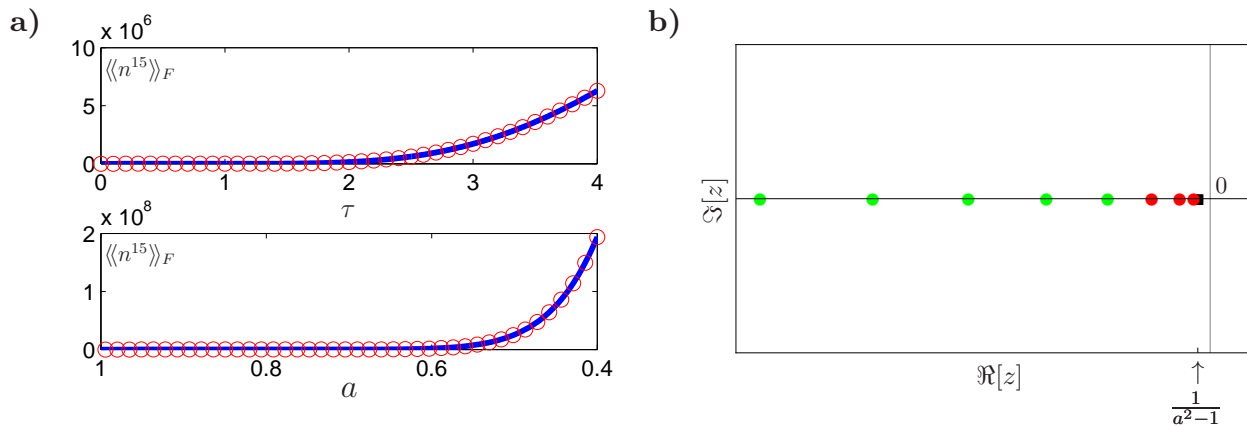 a)
× 10^6
10
5
0
⟨⟨n^15⟩⟩_F
0 1 2 3 4
τ
× 10^8
2
1
0
⟨⟨n^15⟩⟩_F
1 0.8 0.6 0.4
a
b)
ℑ[z]
0
ℜ[z]
↑
1/(a^2−1)